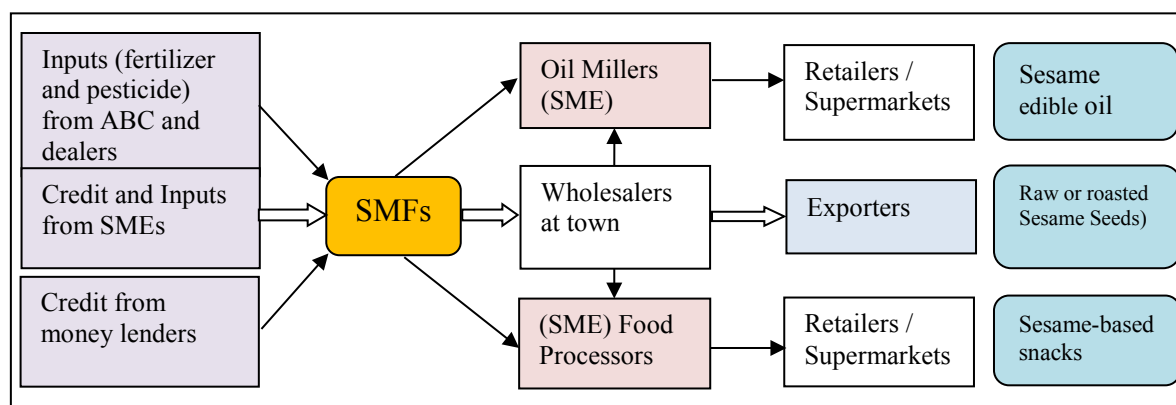 Inputs (fertilizer
and pesticide)
from ABC and
dealers
Credit and Inputs
from SMEs
Credit from
money lenders
SMFs
Oil Millers
(SME)
Wholesalers
at town
(SME) Food
Processors
Retailers /
Supermarkets
Exporters
Retailers /
Supermarkets
Sesame
edible oil
Raw or roasted
Sesame Seeds)
Sesame-based
snacks